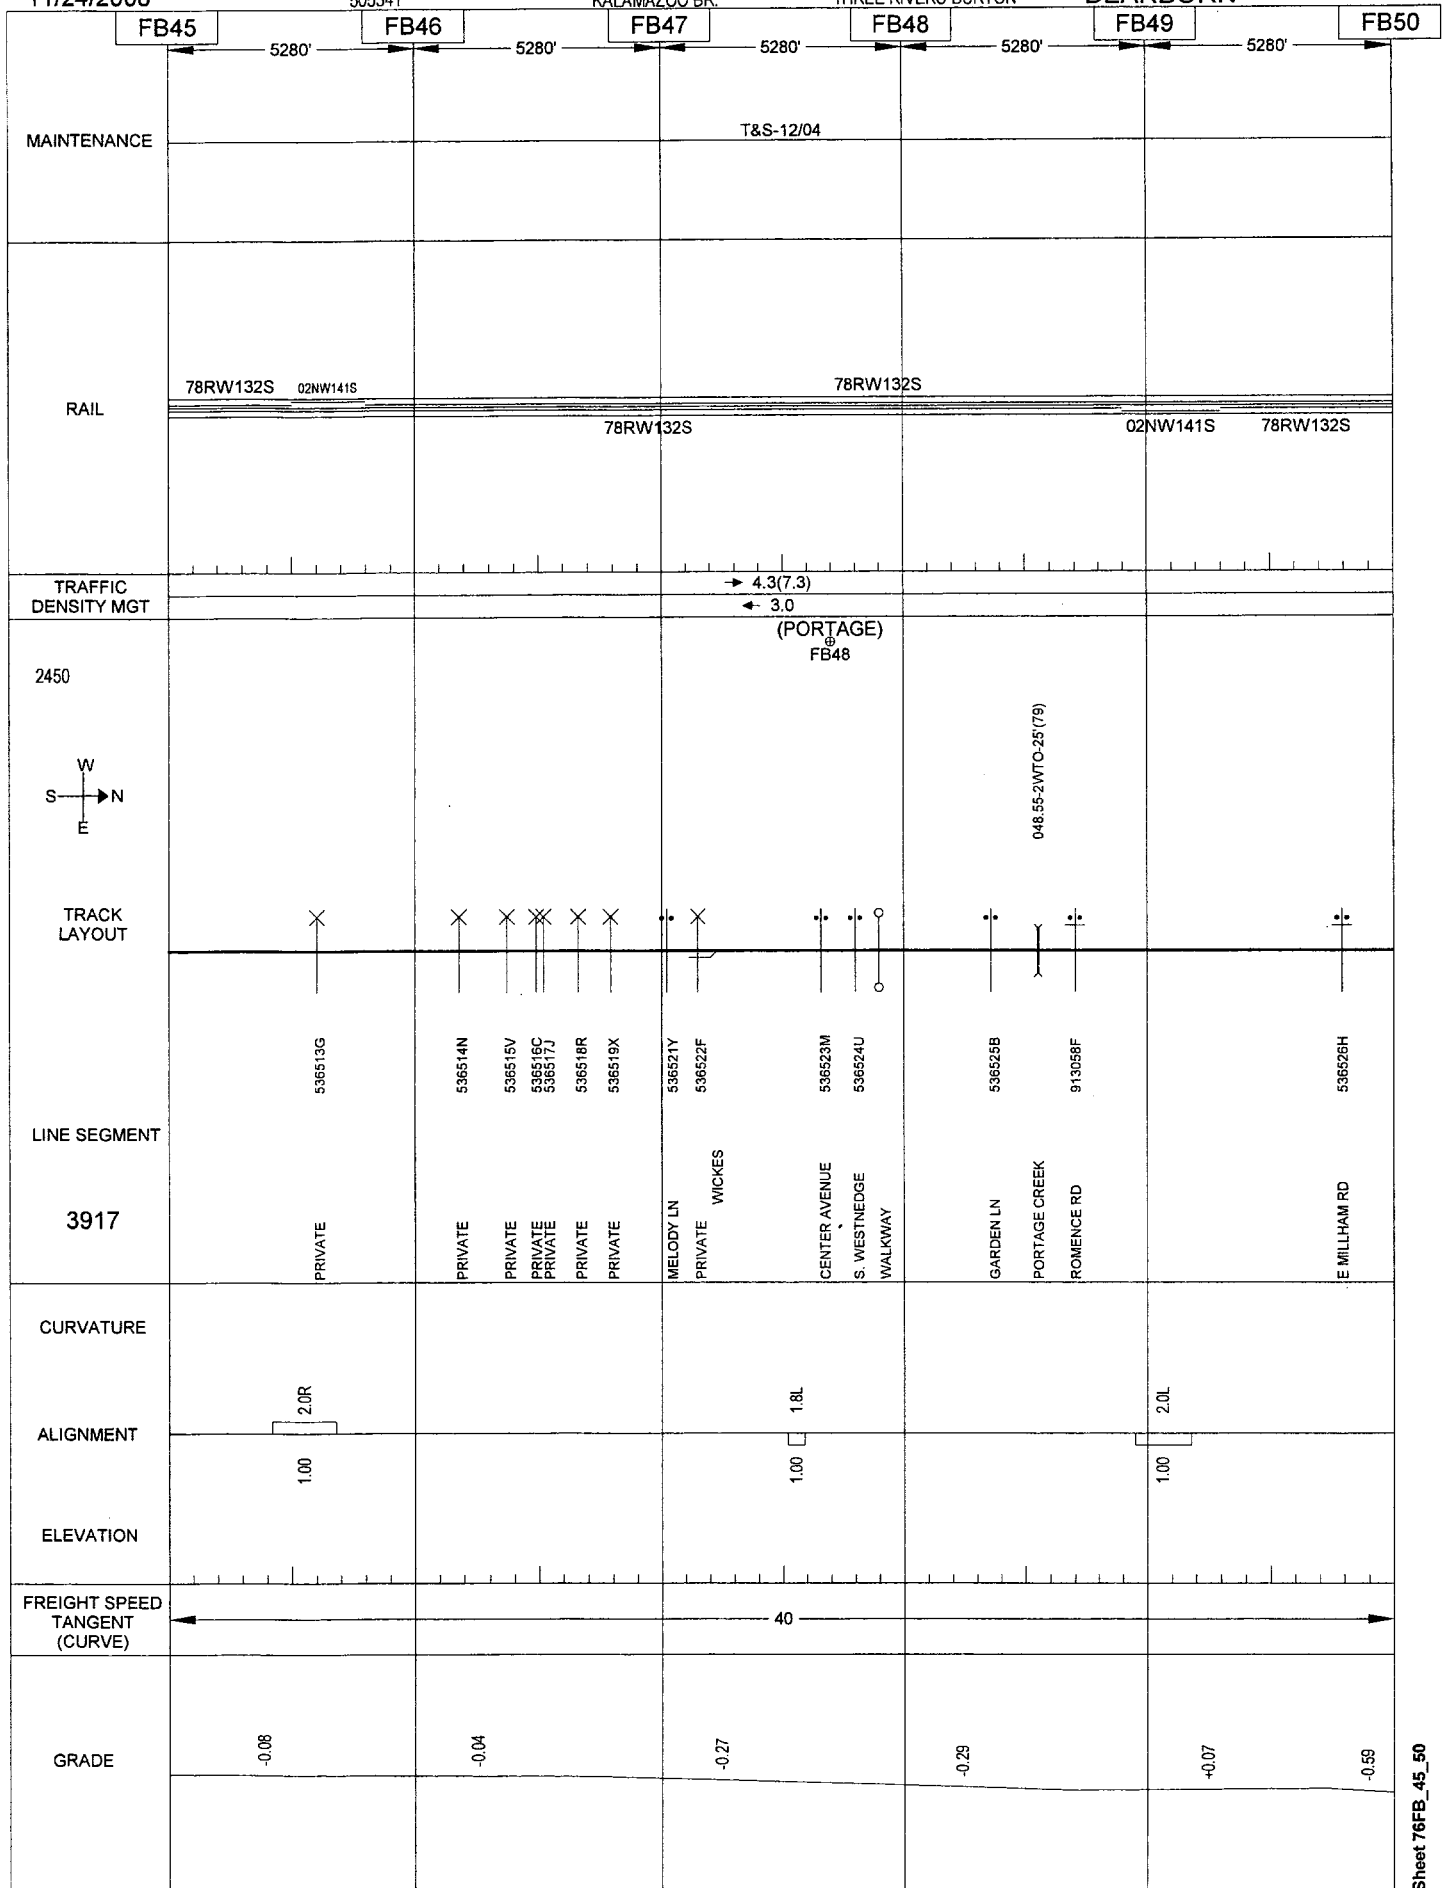 FB45 FB46 FB47 FB48 FB49 FB50
5280' 5280' 5280' 5280' 5280'
MAINTENANCE
T&S-12/04
RAIL
78RW132S 02NW141S 78RW132S
78RW132S 02NW141S 78RW132S
TRAFFIC
DENSITY MGT
4.3(7.3)
3.0
(PORTAGE)
FB48
2450
W
S N
E
048.55-2WTO-25'(79)
TRACK
LAYOUT
536513G
536514N
536515V
536516C
536517J
536518R
536519X
536521Y
536522F
536523M
536524U
536525B
913058F
536526H
LINE SEGMENT
3917
PRIVATE
PRIVATE
PRIVATE
PRIVATE
PRIVATE
PRIVATE
PRIVATE
MELODY LN
PRIVATE
WICKES
CENTER AVENUE
S. WESTNEDGE
WALKWAY
GARDEN LN
PORTAGE CREEK
ROMENCE RD
E MILLHAM RD
CURVATURE
2.0R 1.8L 2.0L
ALIGNMENT
1.00 1.00 1.00
ELEVATION
FREIGHT SPEED
TANGENT
(CURVE)
40
GRADE
-0.08 -0.04 -0.27 -0.29 +0.07 -0.59
Sheet 76FB_45_50